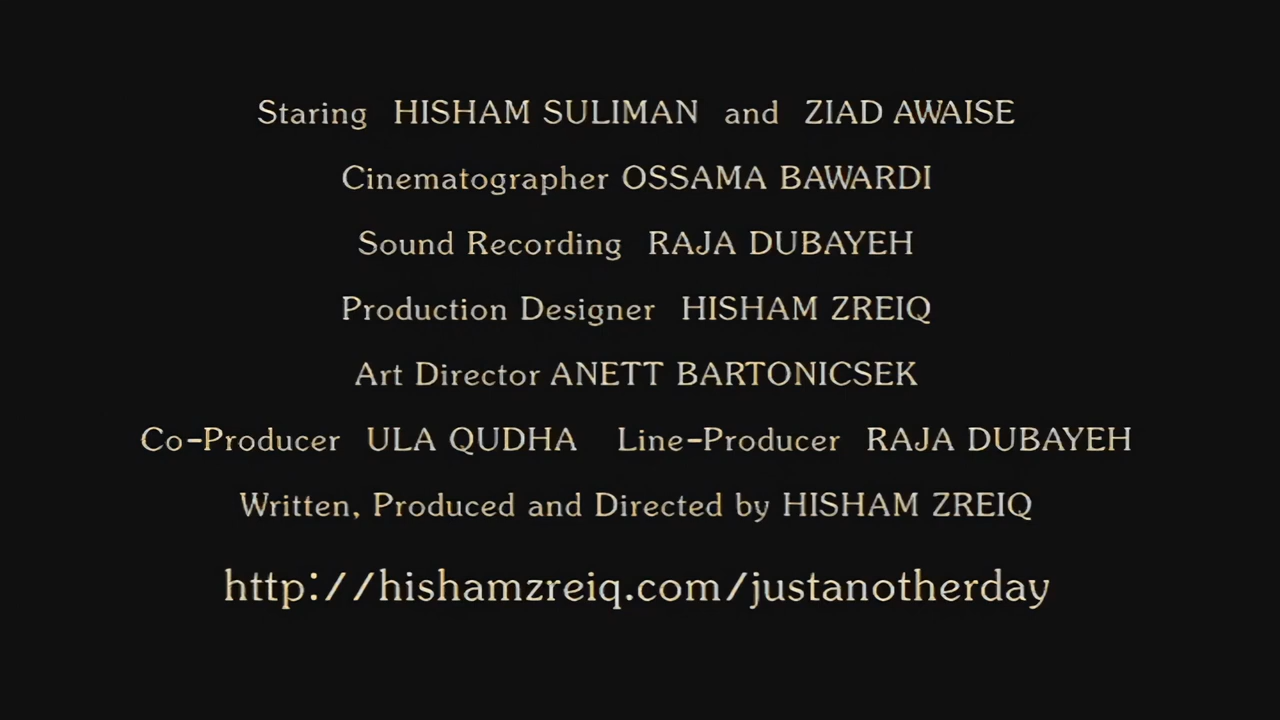 Staring HISHAM SULIMAN and ZIAD AWAISE
Cinematographer OSSAMA BAWARDI
Sound Recording RAJA DUBAYEH
Production Designer HISHAM ZREIQ
Art Director ANETT BARTONICSEK
Co-Producer ULA QUDHA Line-Producer RAJA DUBAYEH
Written, Produced and Directed by HISHAM ZREIQ
http://hishamzreiq.com/justanotherday